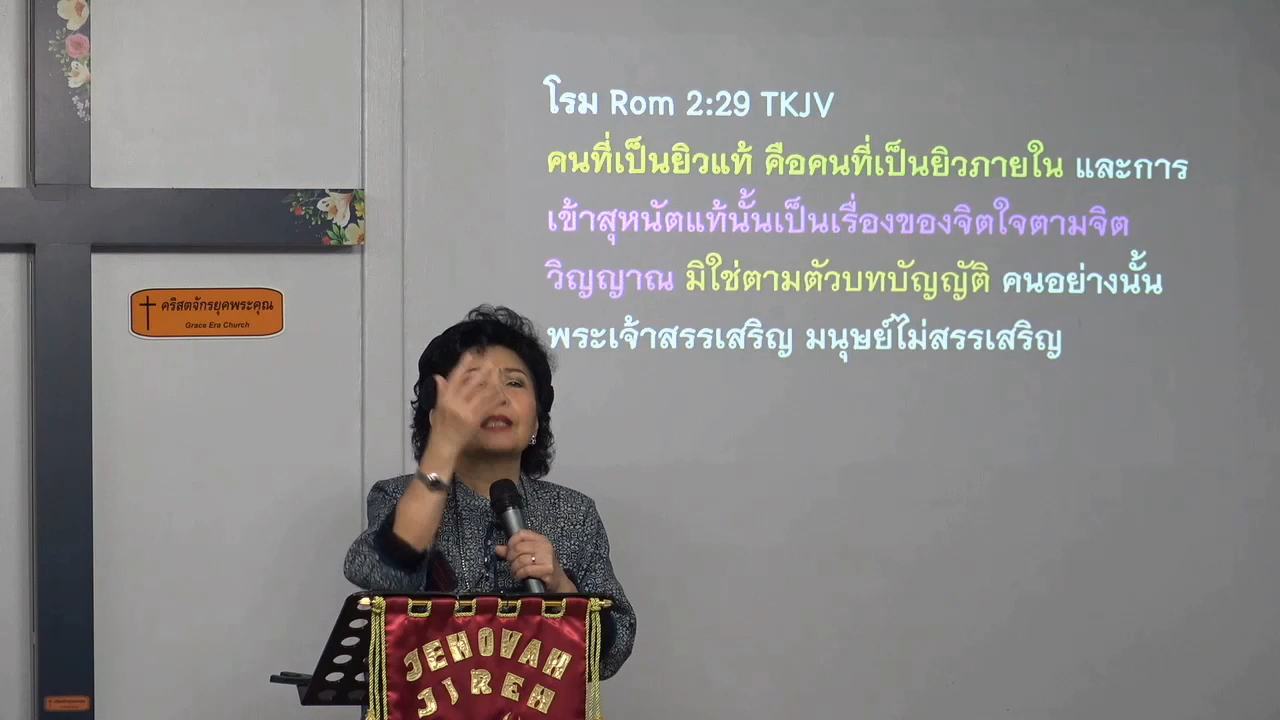 โรม Rom 2:29 TKJV
คนที่เป็นยิวแท้ คือคนที่เป็นยิวภายใน และการ
เข้าสุหนัตแท้นั้นเป็นเรื่องของจิตใจตามจิต
วิญญาณ มิใช่ตามตัวบทบัญญัติ คนอย่างนั้น
พระเจ้าสรรเสริญ มนุษย์ไม่สรรเสริญ
คริสตจักรยุคพระคุณ
Grace Era Church
JEHOVAH
JIREH